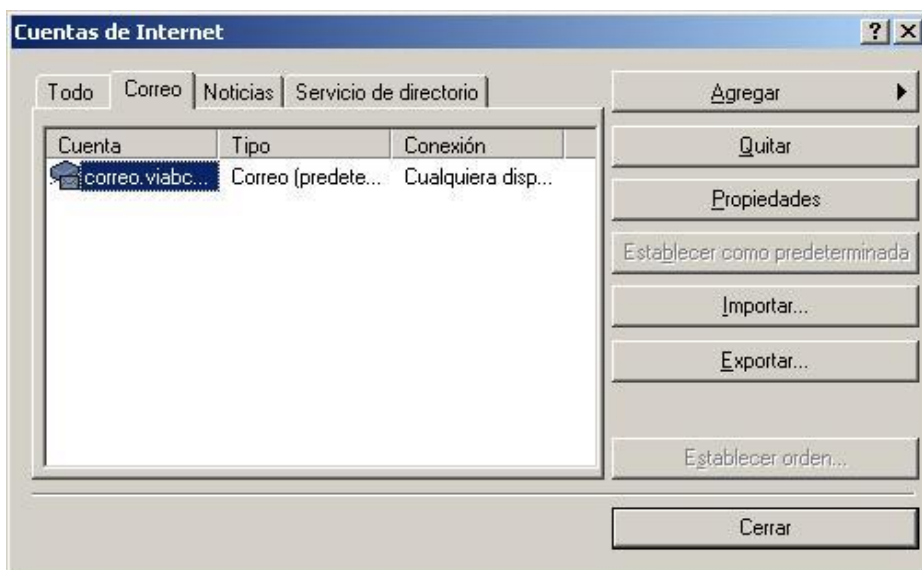 Cuentas de Internet
Todo Correo Noticias Servicio de directorio
Cuenta Tipo Conexión
correo.viabc... Correo (predete... Cualquiera disp...
Agregar
Quitar
Propiedades
Establecer como predeterminada
Importar...
Exportar...
Establecer orden...
Cerrar